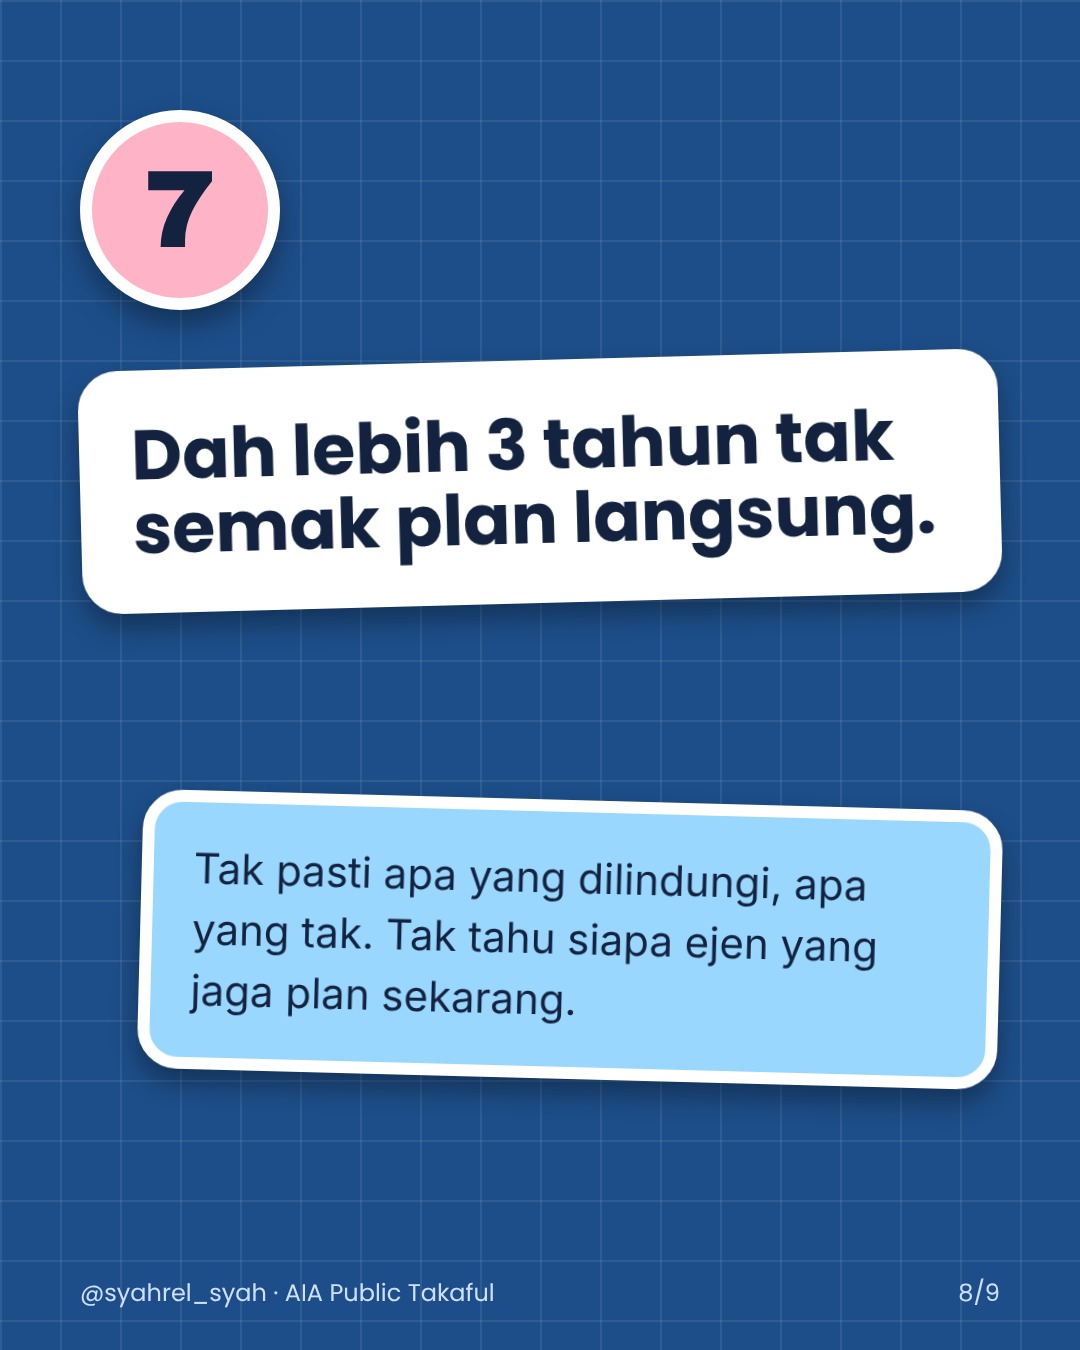 7
Dah lebih 3 tahun tak
semak plan langsung.
Tak pasti apa yang dilindungi, apa
yang tak. Tak tahu siapa ejen yang
jaga plan sekarang.
@syahrel_syah · AIA Public Takaful
8/9